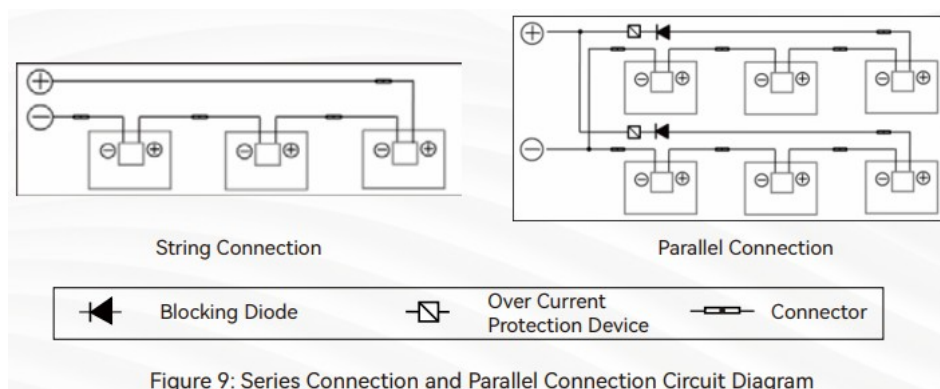 String Connection
Parallel Connection
Blocking Diode
Over Current
Protection Device
Connector
Figure 9: Series Connection and Parallel Connection Circuit Diagram